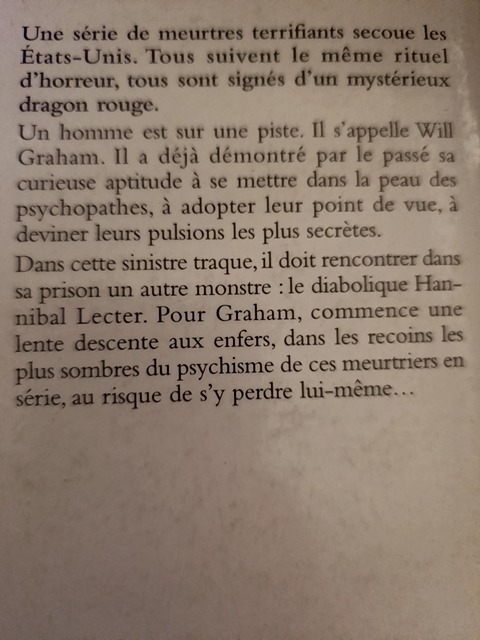 Une série de meurtres terrifiants secoue les
États-Unis. Tous suivent le même rituel
d'horreur, tous sont signés d'un mystérieux
dragon rouge.
Un homme est sur une piste. Il s'appelle Will
Graham. Il a déjà démontré par le passé sa
curieuse aptitude à se mettre dans la peau des
psychopathes, à adopter leur point de vue, à
deviner leurs pulsions les plus secrètes.
Dans cette sinistre traque, il doit rencontrer dans
sa prison un autre monstre : le diabolique Han-
nibal Lecter. Pour Graham, commence une
lente descente aux enfers, dans les recoins les
plus sombres du psychisme de ces meurtriers en
série, au risque de s'y perdre lui-même...